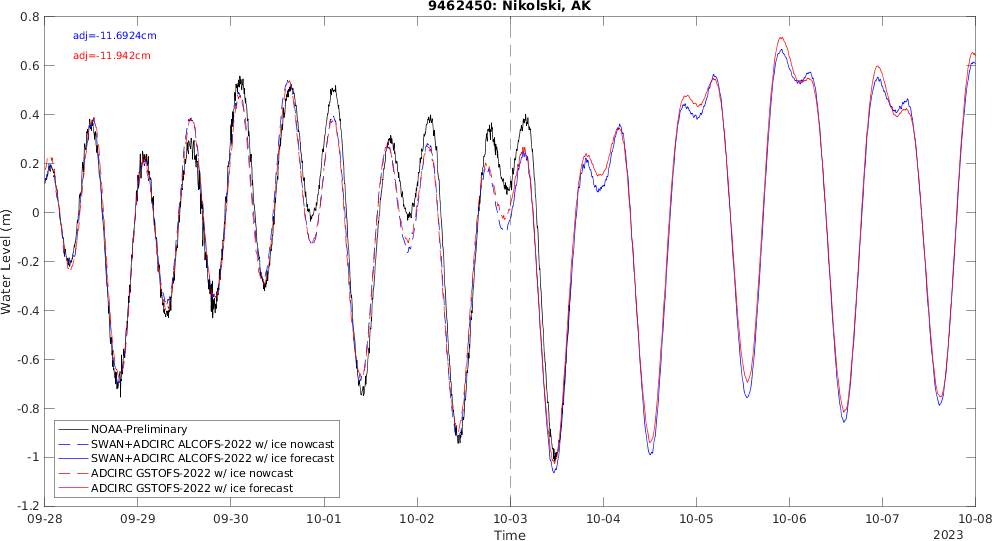 9462450: Nikolski, AK
adj=-11.6924cm
adj=-11.942cm
0.8
0.6
0.4
0.2
0
-0.2
-0.4
-0.6
-0.8
-1
-1.2
Water Level (m)
NOAA-Preliminary
SWAN+ADCIRC ALCOFS-2022 w/ ice nowcast
SWAN+ADCIRC ALCOFS-2022 w/ ice forecast
ADCIRC GSTOFS-2022 w/ ice nowcast
ADCIRC GSTOFS-2022 w/ ice forecast
09-28 09-29 09-30 10-01 10-02 10-03 10-04 10-05 10-06 10-07 10-08
Time
2023